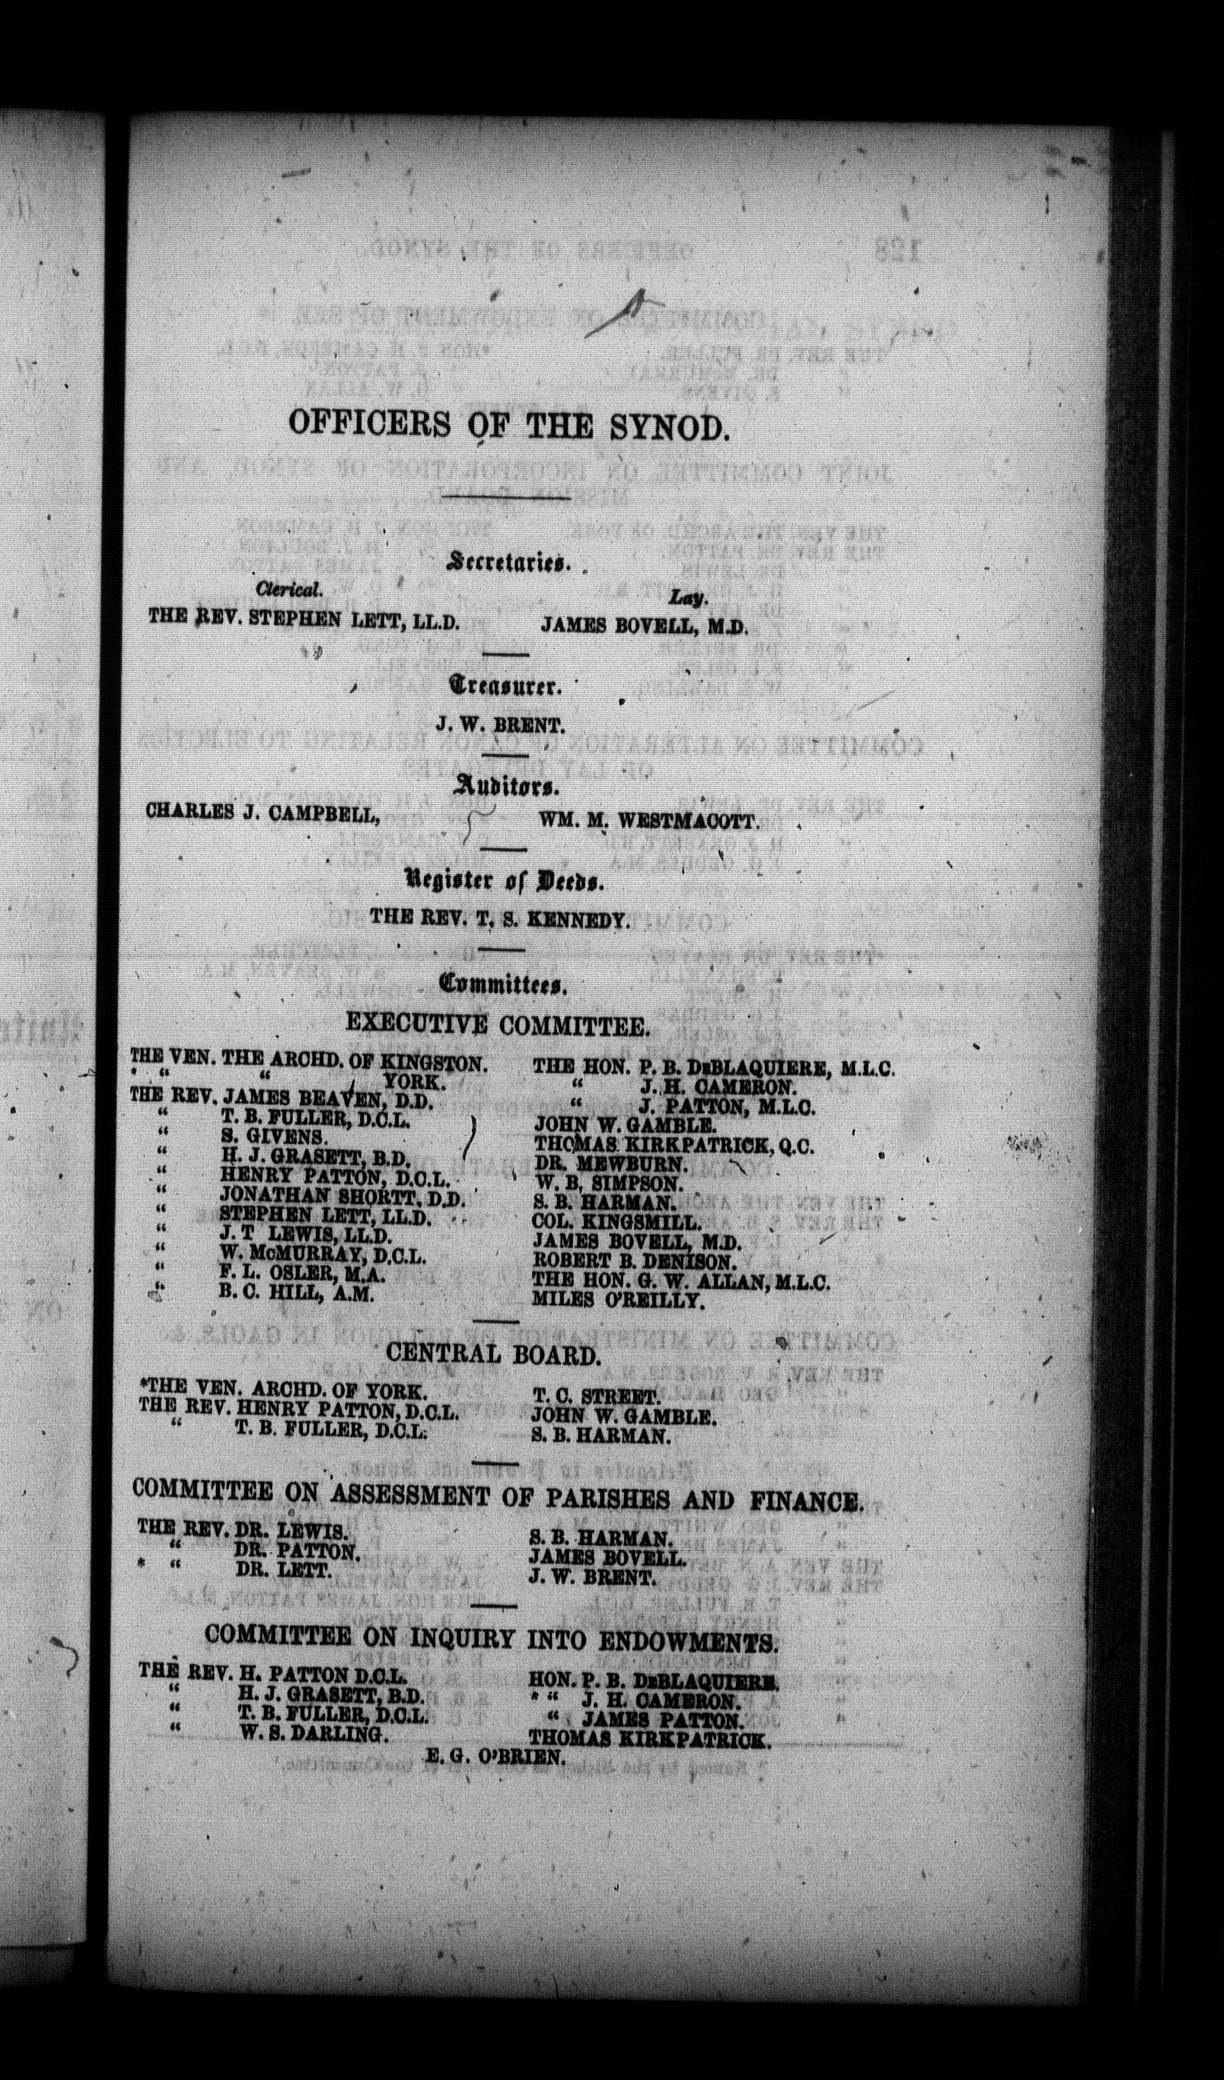 OFFICERS OF THE SYNOD.
Secretaries.
Clerical. Lay.
THE REV. STEPHEN LETT, LL.D. JAMES BOVELL, M.D.
Treasurer.
J. W. BRENT.
Auditors.
CHARLES J. CAMPBELL, WM. M. WESTMACOTT.
Register of Deeds.
THE REV. T. S. KENNEDY.
Committees.
EXECUTIVE COMMITTEE.
THE VEN. THE ARCHD. OF KINGSTON. THE HON. P. B. DEBLAQUIERE, M.L.C.
* “ “ YORK. “ J. H. CAMERON.
THE REV. JAMES BEAVEN, D.D. “ J. PATTON, M.L.C.
“ T. B. FULLER, D.C.L. JOHN W. GAMBLE.
“ S. GIVENS. THOMAS KIRKPATRICK, Q.C.
“ H. J. GRASETT, B.D. DR. MEWBURN.
“ HENRY PATTON, D.C.L. W. B. SIMPSON.
“ JONATHAN SHORTT, D.D. S. B. HARMAN.
“ STEPHEN LETT, LL.D. COL. KINGSMILL.
“ J. T LEWIS, LL.D. JAMES BOVELL, M.D.
“ W. McMURRAY, D.C.L. ROBERT B. DENISON.
“ F. L. OSLER, M.A. THE HON. G. W. ALLAN, M.L.C.
“ B. C. HILL, A.M. MILES O'REILLY.
CENTRAL BOARD.
*THE VEN. ARCHD. OF YORK. T. C. STREET.
THE REV. HENRY PATTON, D.C.L. JOHN W. GAMBLE.
“ T. B. FULLER, D.C.L. S. B. HARMAN.
COMMITTEE ON ASSESSMENT OF PARISHES AND FINANCE.
THE REV. DR. LEWIS. S. B. HARMAN.
“ DR. PATTON. JAMES BOVELL.
* “ DR. LETT. J. W. BRENT.
COMMITTEE ON INQUIRY INTO ENDOWMENTS.
THE REV. H. PATTON D.C.L. HON. P. B. DEBLAQUIERE.
“ H. J. GRASETT, B.D. * “ J. H. CAMERON.
“ T. B. FULLER, D.C.L. “ JAMES PATTON.
“ W. S. DARLING. THOMAS KIRKPATRICK.
E. G. O'BRIEN.